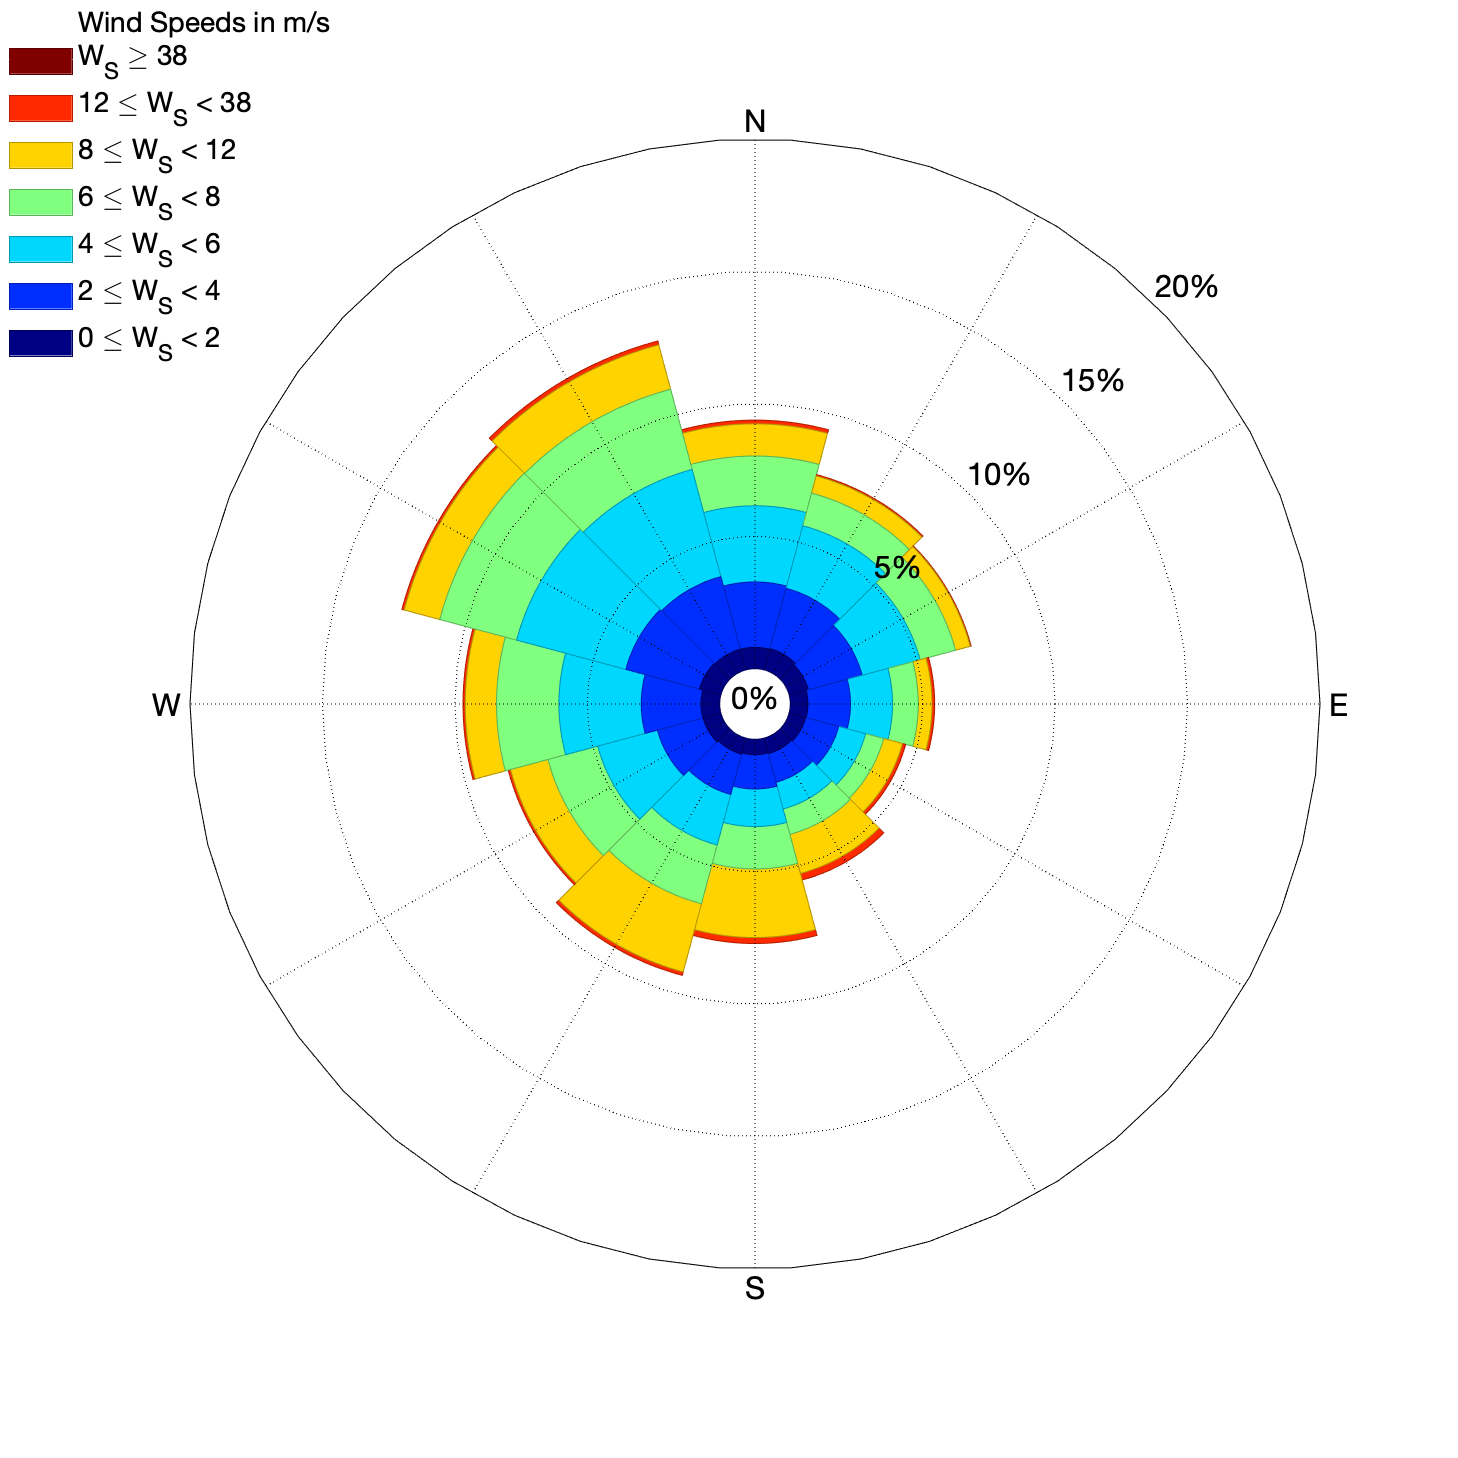 Wind Speeds in m/s
W_S ≥ 38
12 ≤ W_S < 38
8 ≤ W_S < 12
6 ≤ W_S < 8
4 ≤ W_S < 6
2 ≤ W_S < 4
0 ≤ W_S < 2
N
20%
15%
10%
5%
W
0%
E
S